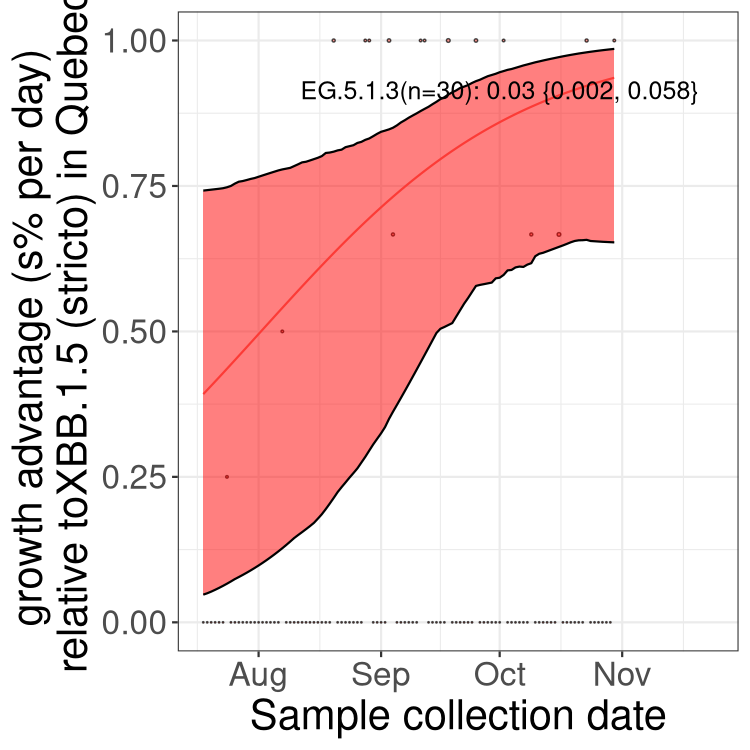 growth advantage (s% per day)
relative toXBB.1.5 (stricto) in Quebec
1.00
0.75
0.50
0.25
0.00
EG.5.1.3(n=30): 0.03 {0.002, 0.058}
Aug Sep Oct Nov
Sample collection date